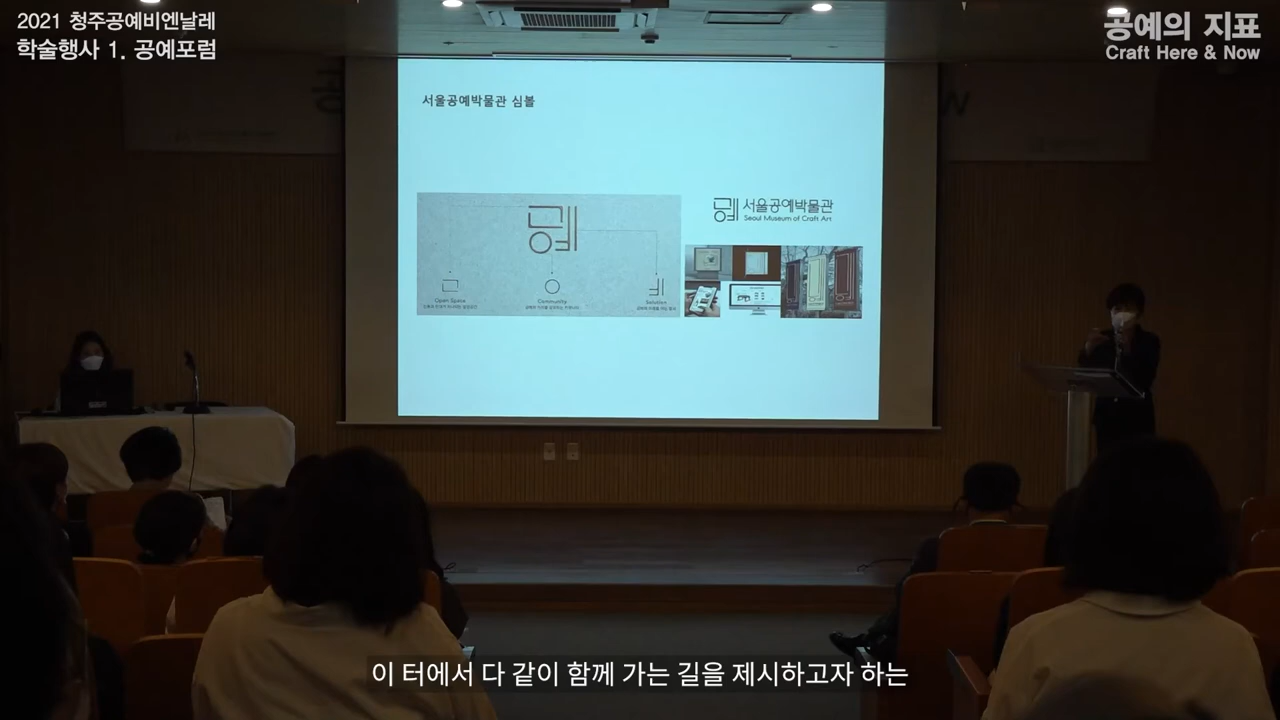 2021 청주공예비엔날레
학술행사 1. 공예포럼
공예의 지표
Craft Here & Now
서울공예박물관 심볼
공예
서울공예박물관
Seoul Museum of Craft Art
Open Space
Community
Solution
이 터에서 다 같이 함께 가는 길을 제시하고자 하는